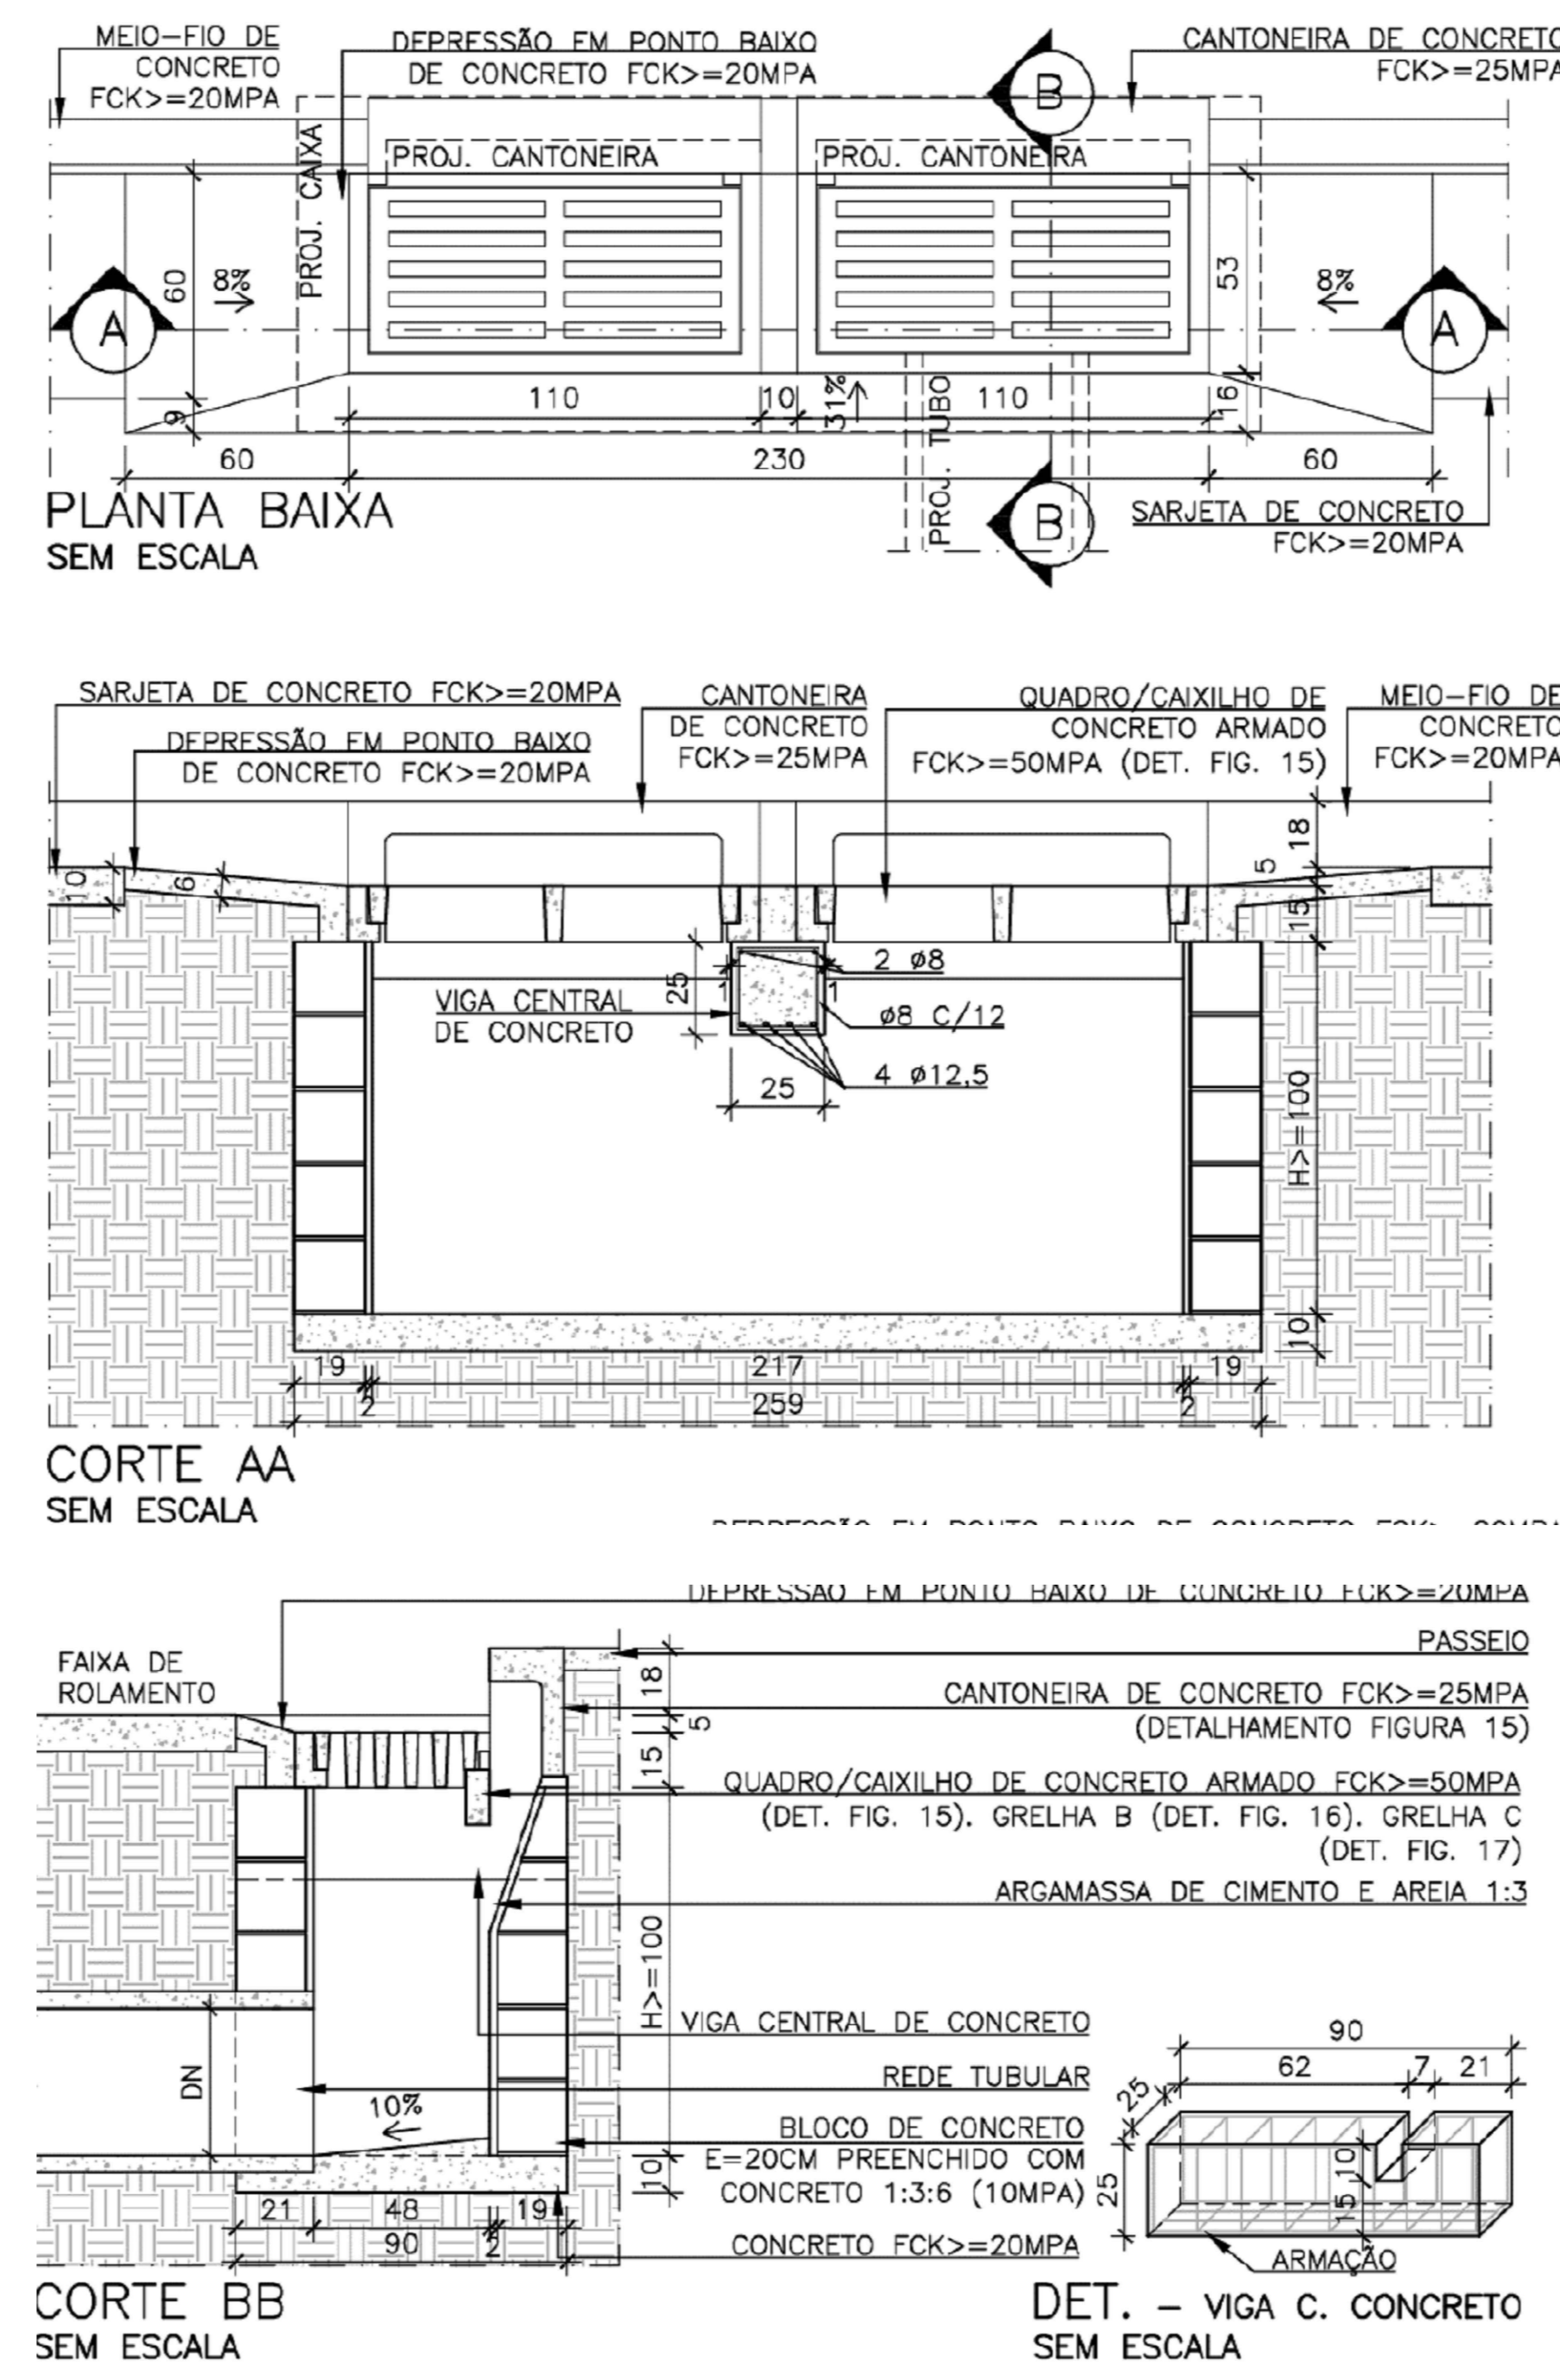 MEIO-FIO DE
CONCRETO
FCK>=20MPA
DEPRESSÃO EM PONTO BAIXO
DE CONCRETO FCK>=20MPA
B
CANTONEIRA DE CONCRETO
FCK>=25MPA
PROJ. CAIXA
PROJ. CANTONEIRA
PROJ. CANTONEIRA
A
60
8%
53
8%
A
9
110
10
31%
PROJ. TUBO
110
16
60
230
60
PLANTA BAIXA
SEM ESCALA
B
SARJETA DE CONCRETO
FCK>=20MPA
SARJETA DE CONCRETO FCK>=20MPA
DEPRESSÃO EM PONTO BAIXO
DE CONCRETO FCK>=20MPA
CANTONEIRA
DE CONCRETO
FCK>=25MPA
QUADRO/CAIXILHO DE
CONCRETO ARMADO
FCK>=50MPA (DET. FIG. 15)
MEIO-FIO DE
CONCRETO
FCK>=20MPA
10
6
18
5
15
25
1
1
2 ø8
VIGA CENTRAL
DE CONCRETO
ø8 C/12
4 ø12,5
25
H>=100
10
19
2
217
2
19
259
CORTE AA
SEM ESCALA
DEPRESSÃO EM PONTO BAIXO DE CONCRETO FCK>=20MPA
FAIXA DE
ROLAMENTO
18
5
15
PASSEIO
CANTONEIRA DE CONCRETO FCK>=25MPA
(DETALHAMENTO FIGURA 15)
QUADRO/CAIXILHO DE CONCRETO ARMADO FCK>=50MPA
(DET. FIG. 15). GRELHA B (DET. FIG. 16). GRELHA C
(DET. FIG. 17)
ARGAMASSA DE CIMENTO E AREIA 1:3
H>=100
VIGA CENTRAL DE CONCRETO
REDE TUBULAR
DN
10%
BLOCO DE CONCRETO
E=20CM PREENCHIDO COM
CONCRETO 1:3:6 (10MPA)
10
21
48
2
19
90
CONCRETO FCK>=20MPA
CORTE BB
SEM ESCALA
90
62
7
21
25
25
10
15
ARMAÇÃO
DET. - VIGA C. CONCRETO
SEM ESCALA